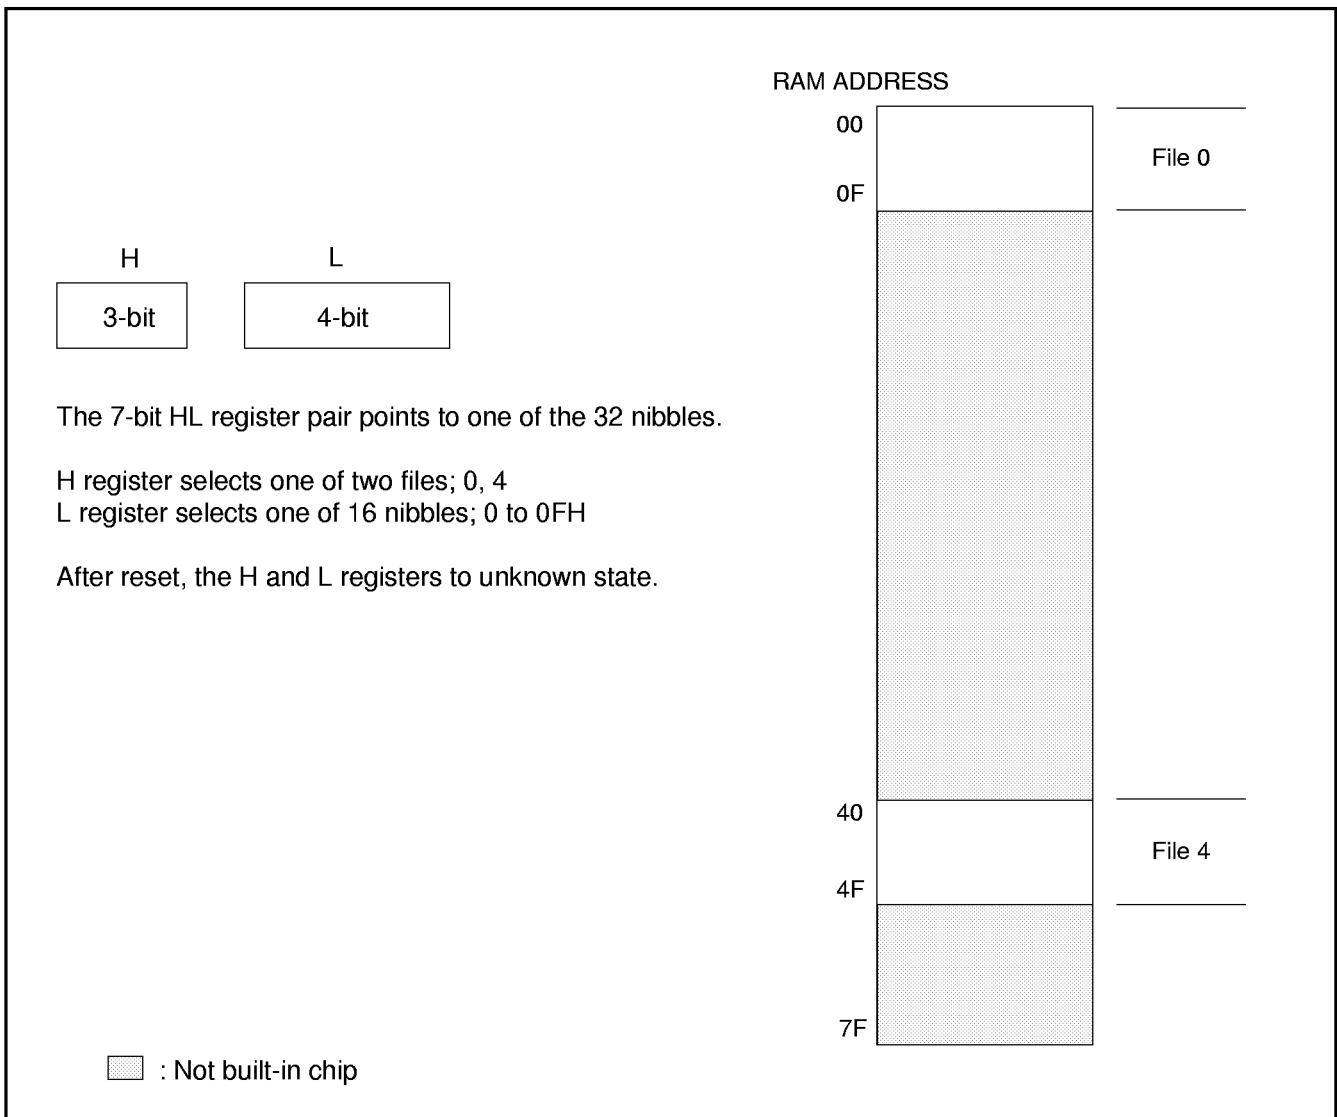 RAM ADDRESS
00
File 0
0F
H
L
3-bit
4-bit
The 7-bit HL register pair points to one of the 32 nibbles.
H register selects one of two files; 0, 4
L register selects one of 16 nibbles; 0 to 0FH
After reset, the H and L registers to unknown state.
40
File 4
4F
7F
: Not built-in chip